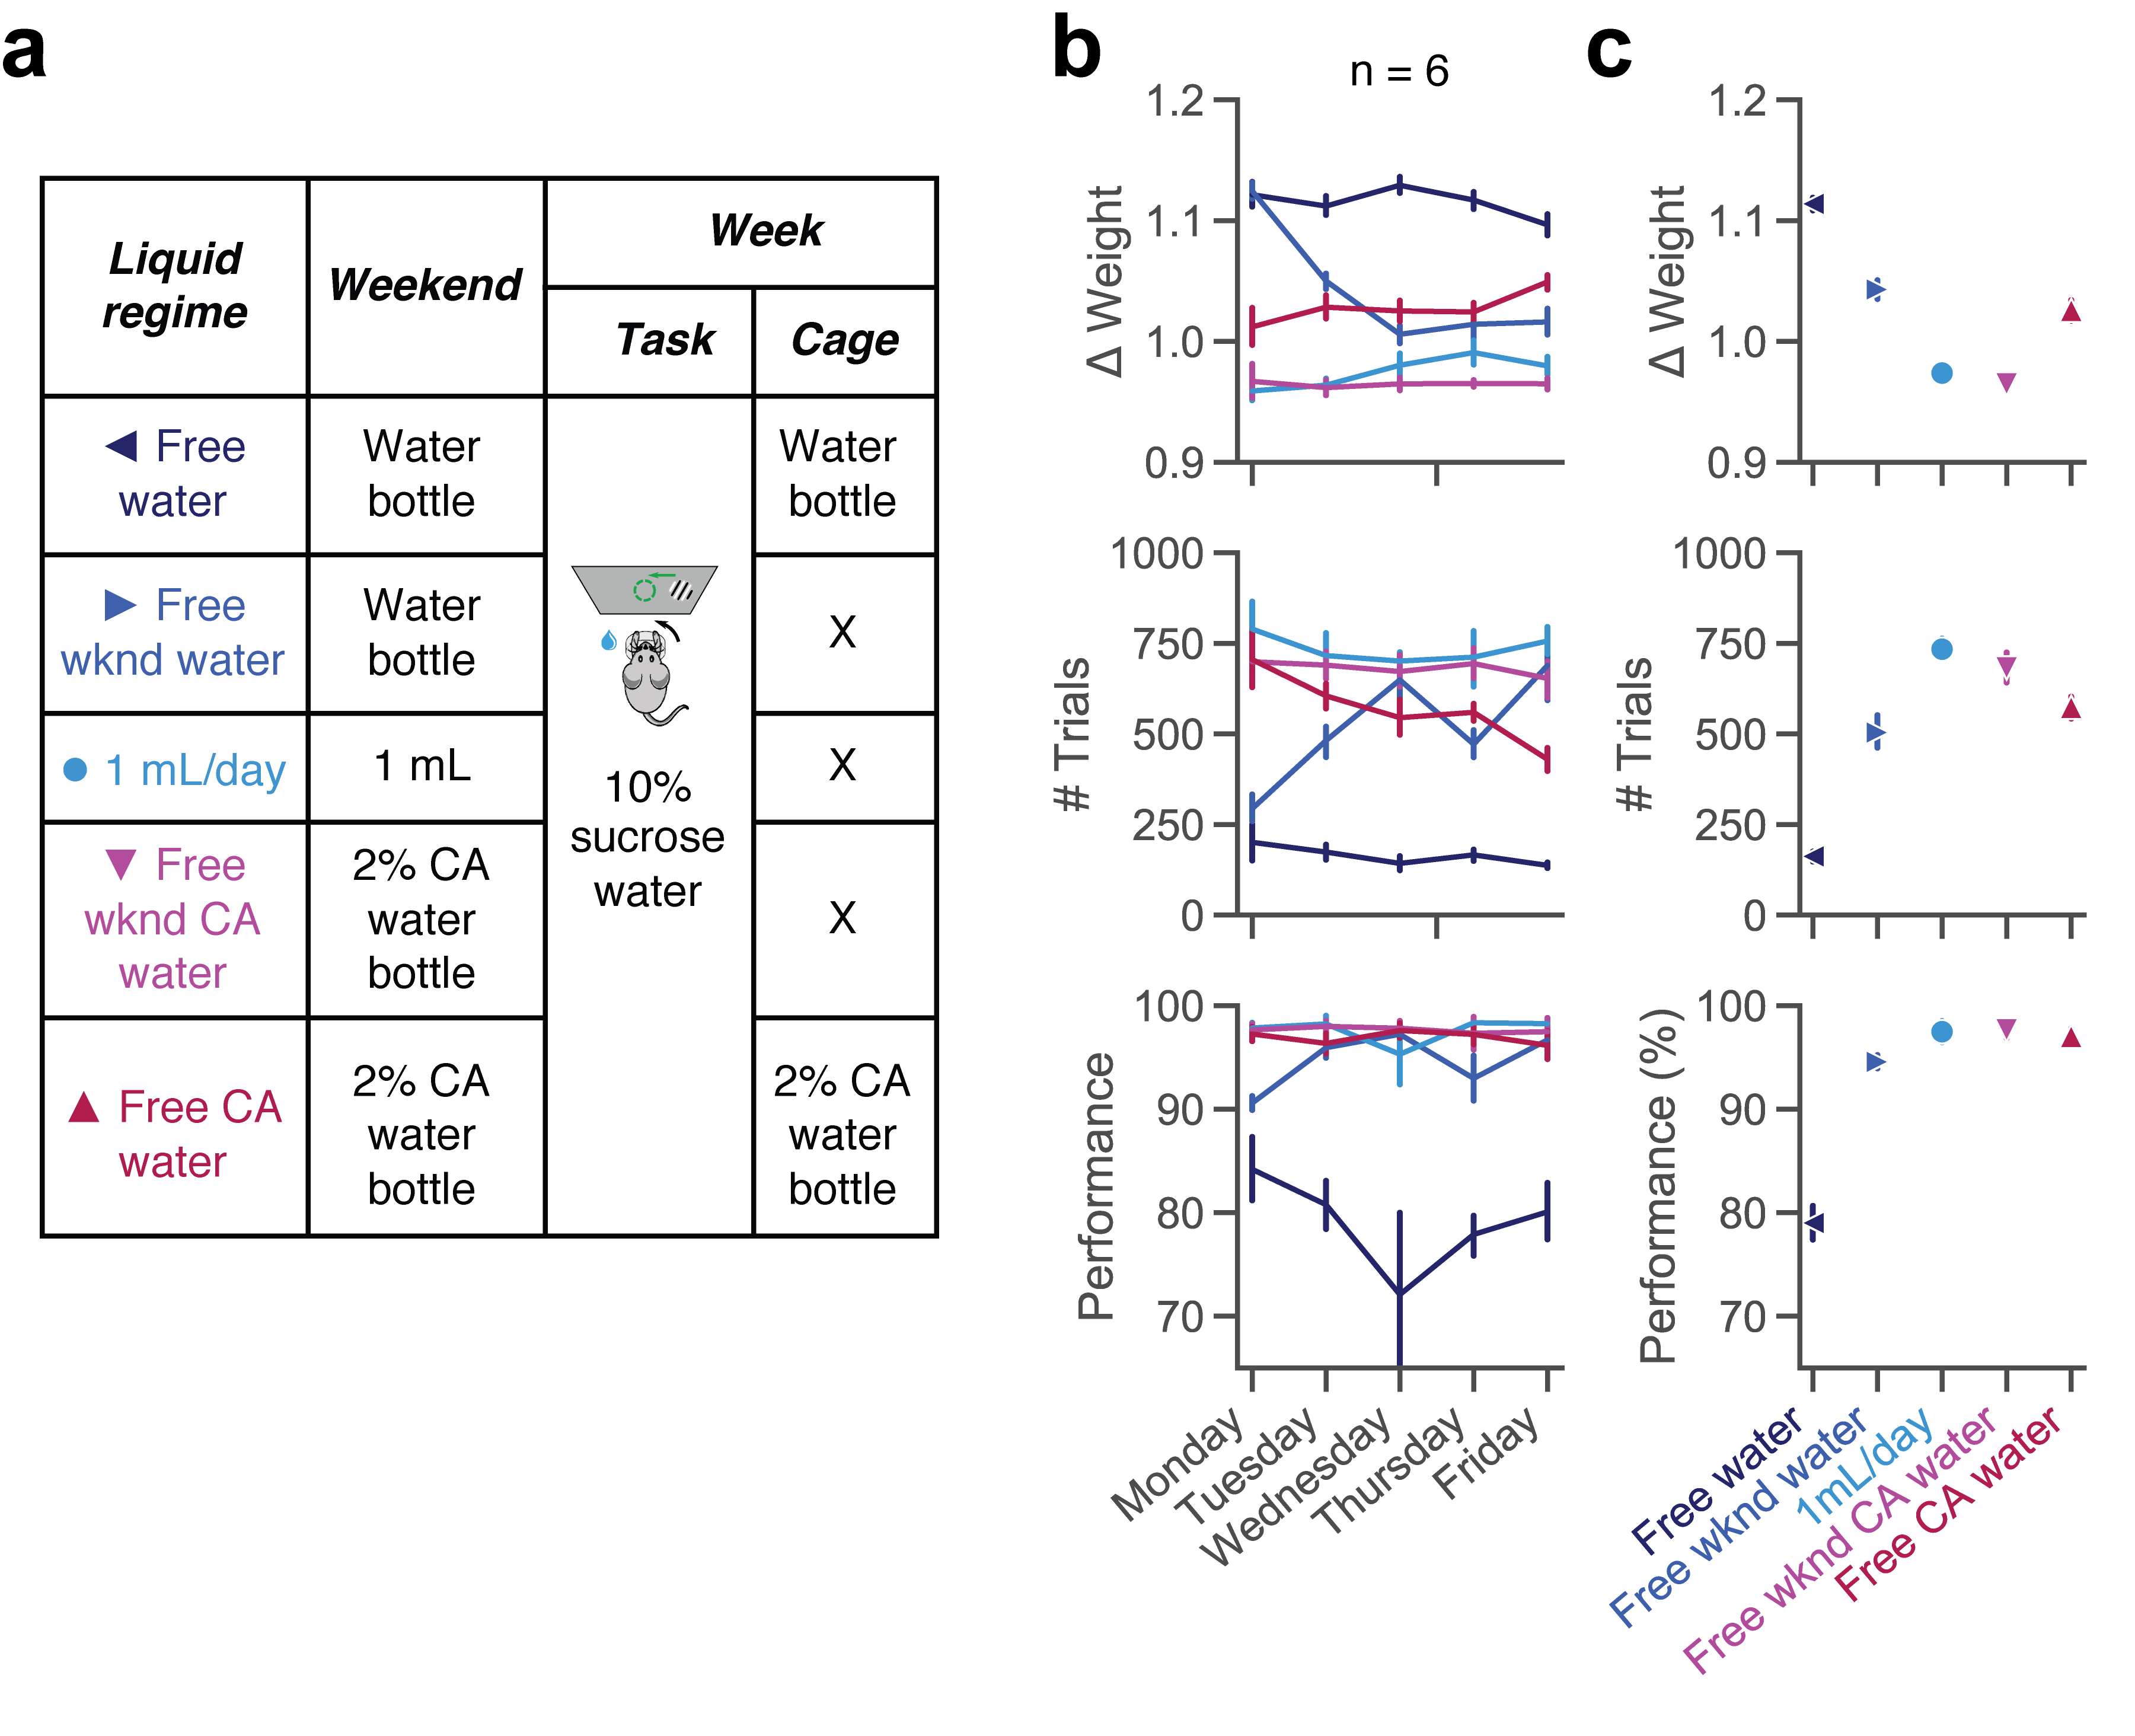 a
Liquid
regime
Weekend
Week
Task
Cage
Free
water
Water
bottle
Water
bottle
Free
wknd water
Water
bottle
X
1 mL/day
1 mL
X
Free
wknd CA
water
2% CA
water
bottle
X
Free CA
water
2% CA
water
bottle
2% CA
water
bottle
10%
sucrose
water
b
n = 6
1.2
1.1
1.0
0.9
Δ Weight
1000
750
500
250
0
# Trials
100
90
80
70
Performance
Monday
Tuesday
Wednesday
Thursday
Friday
c
1.2
1.1
1.0
0.9
Δ Weight
1000
750
500
250
0
# Trials
100
90
80
70
Performance (%)
Free water
Free wknd water
1mL/day
Free wknd CA water
Free CA water